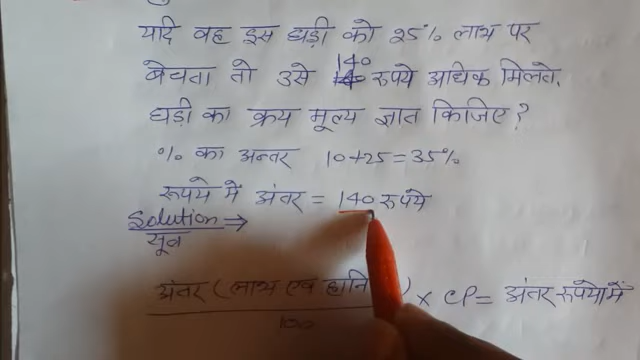 यदि वह इस घड़ी को 25% लाभ पर
बेचता तो उसे 140 रुपये अधिक मिलते.
घड़ी का क्रय मूल्य ज्ञात किजिए?
% का अन्तर 10+25=35%
रूपये में अंतर = 140 रुपये
Solution ⇒
सूत्र
अंतर (लाभ एव हानि ) × CP = अंतर रूपयो में
100